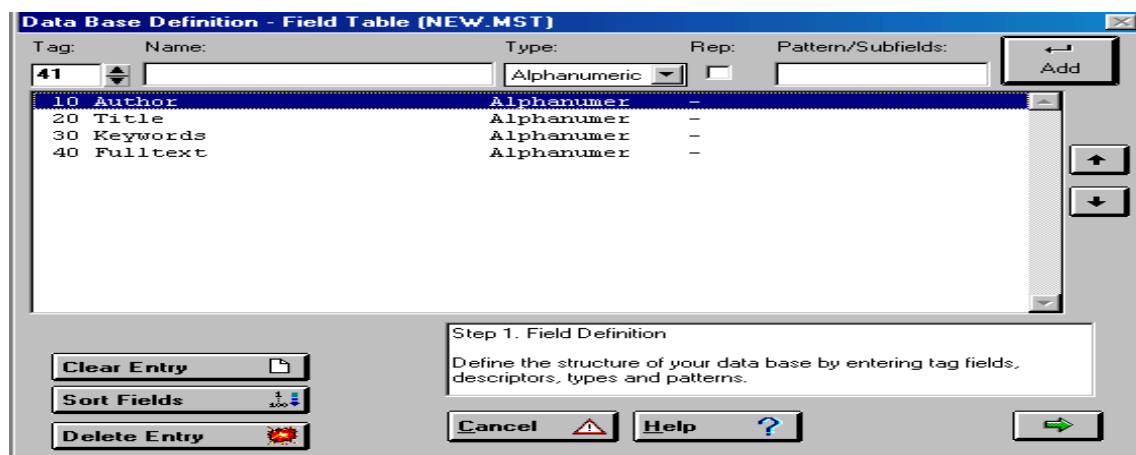 Data Base Definition - Field Table (NEW.MST)
Tag: Name: Type: Rep: Pattern/Subfields:
41 Alphanumeric Add
10 Author Alphanumer -
20 Title Alphanumer -
30 Keywords Alphanumer -
40 Fulltext Alphanumer -
Step 1. Field Definition
Define the structure of your data base by entering tag fields,
descriptors, types and patterns.
Clear Entry
Sort Fields
Delete Entry
Cancel Help ?